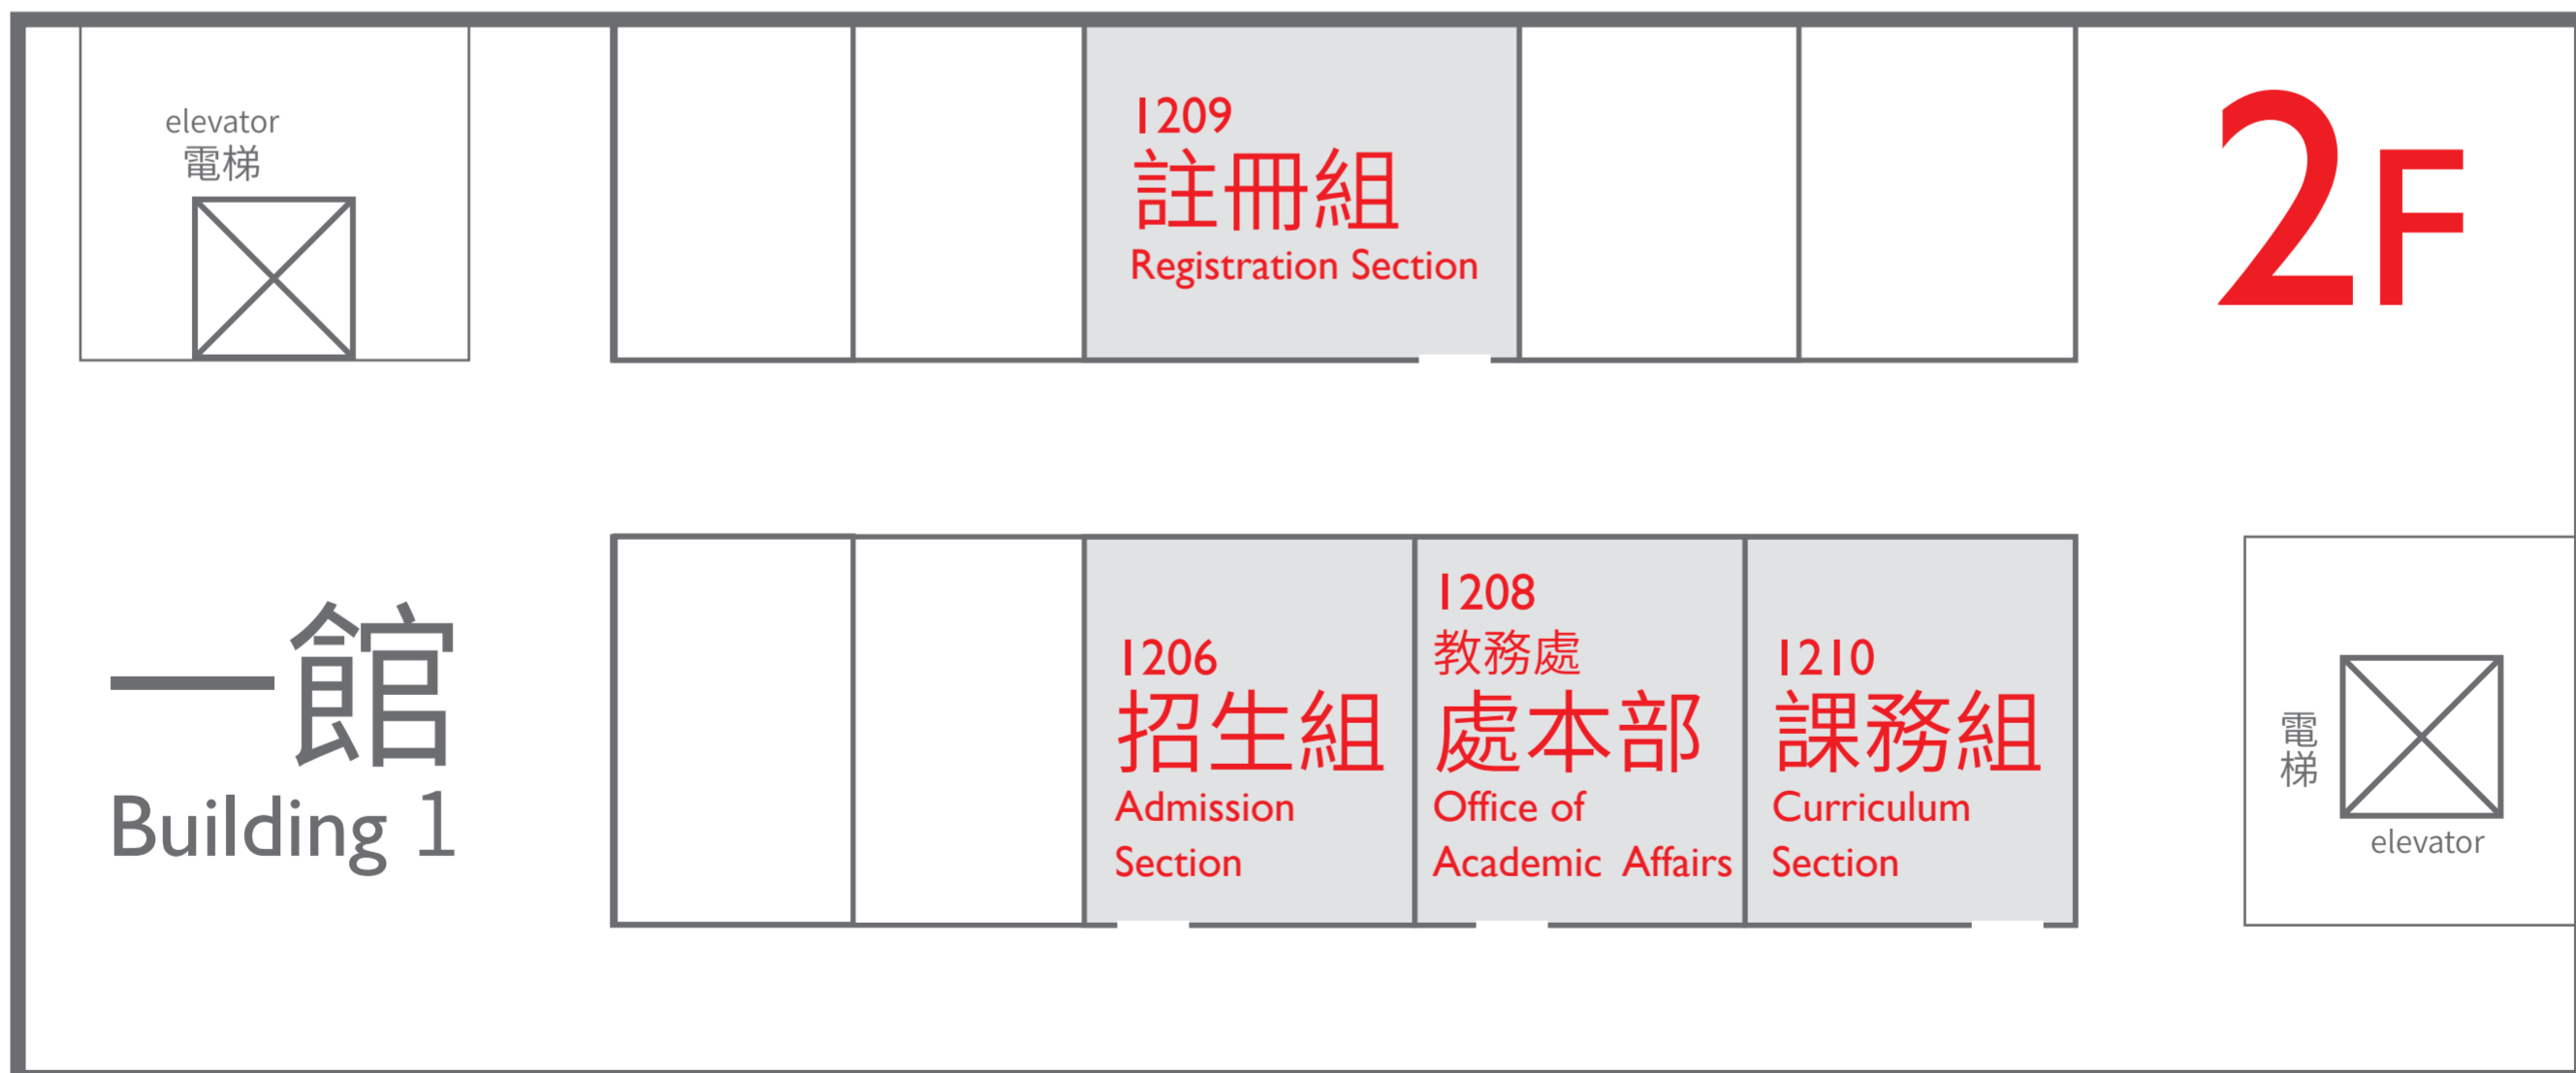 elevator
電梯
1209
註冊組
Registration Section
2F
一館
Building 1
1206
招生組
Admission
Section
1208
教務處
處本部
Office of
Academic Affairs
1210
課務組
Curriculum
Section
電梯
elevator